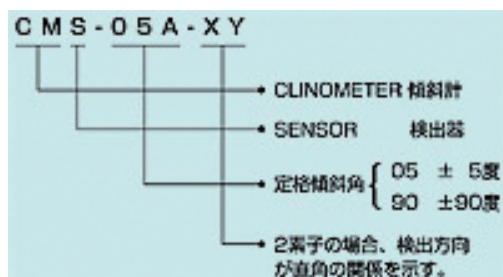 CMS-05A-XY
CLINOMETER 傾斜計
SENSOR 検出器
定格傾斜角 { 05 ± 5度
90 ±90度
2素子の場合、検出方向
が直角の関係を示す。